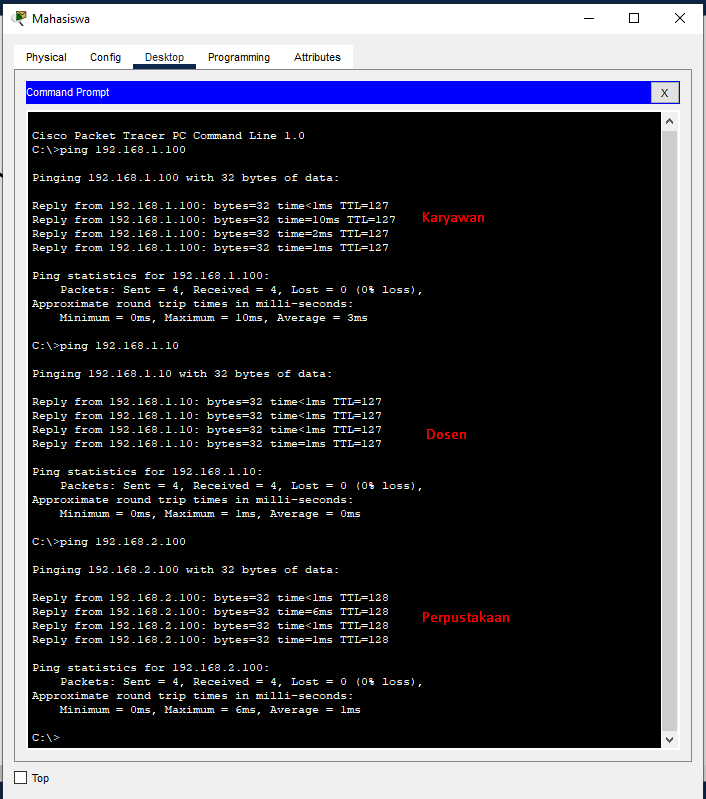 Mahasiswa
Physical Config Desktop Programming Attributes
Command Prompt X
Cisco Packet Tracer PC Command Line 1.0
C:\>ping 192.168.1.100
Pinging 192.168.1.100 with 32 bytes of data:
Reply from 192.168.1.100: bytes=32 time<1ms TTL=127
Reply from 192.168.1.100: bytes=32 time=10ms TTL=127 Karyawan
Reply from 192.168.1.100: bytes=32 time=2ms TTL=127
Reply from 192.168.1.100: bytes=32 time=1ms TTL=127
Ping statistics for 192.168.1.100:
Packets: Sent = 4, Received = 4, Lost = 0 (0% loss),
Approximate round trip times in milli-seconds:
Minimum = 0ms, Maximum = 10ms, Average = 3ms
C:\>ping 192.168.1.10
Pinging 192.168.1.10 with 32 bytes of data:
Reply from 192.168.1.10: bytes=32 time<1ms TTL=127
Reply from 192.168.1.10: bytes=32 time<1ms TTL=127
Reply from 192.168.1.10: bytes=32 time<1ms TTL=127 Dosen
Reply from 192.168.1.10: bytes=32 time=1ms TTL=127
Ping statistics for 192.168.1.10:
Packets: Sent = 4, Received = 4, Lost = 0 (0% loss),
Approximate round trip times in milli-seconds:
Minimum = 0ms, Maximum = 1ms, Average = 0ms
C:\>ping 192.168.2.100
Pinging 192.168.2.100 with 32 bytes of data:
Reply from 192.168.2.100: bytes=32 time<1ms TTL=128
Reply from 192.168.2.100: bytes=32 time=6ms TTL=128 Perpustakaan
Reply from 192.168.2.100: bytes=32 time<1ms TTL=128
Reply from 192.168.2.100: bytes=32 time=1ms TTL=128
Ping statistics for 192.168.2.100:
Packets: Sent = 4, Received = 4, Lost = 0 (0% loss),
Approximate round trip times in milli-seconds:
Minimum = 0ms, Maximum = 6ms, Average = 1ms
C:\>
Top